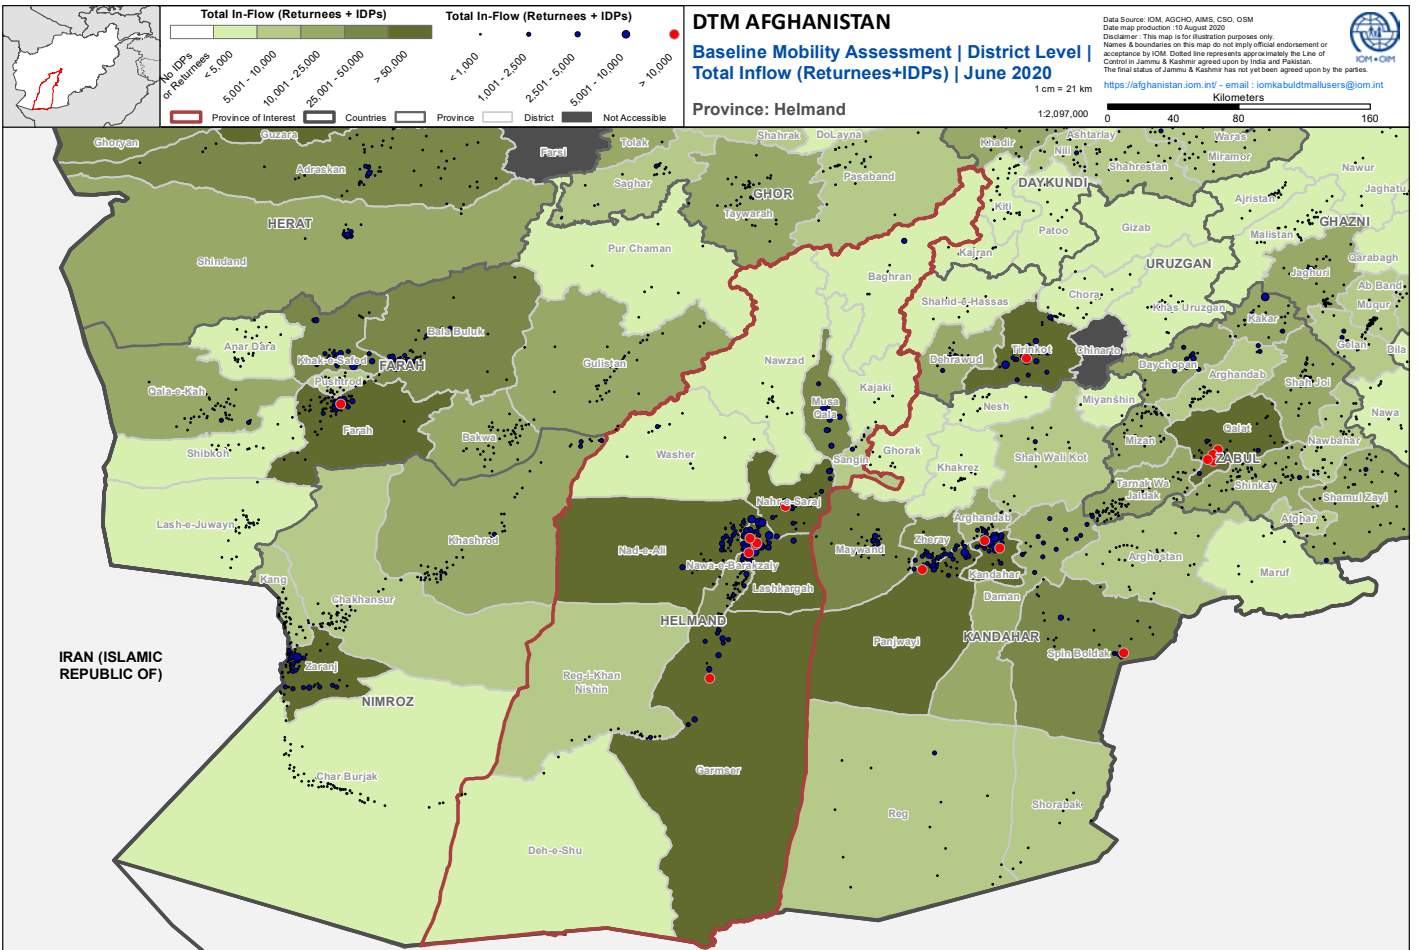 Total In-Flow (Returnees + IDPs)
No IDPs
or Returnees
< 5,000
5,001 - 10,000
10,001 - 25,000
25,001 - 50,000
> 50,000
Total In-Flow (Returnees + IDPs)
<1,000
1,001- 2,500
2,501 - 5,000
5,001 - 10,000
> 10,000
Province of Interest
Countries
Province
District
Not Accessible
DTM AFGHANISTAN
Baseline Mobility Assessment | District Level |
Total Inflow (Returnees+IDPs) | June 2020
1 cm = 21 km
Province: Helmand
1:2,097,000
Data Source: IOM, AGCHO, AIMS, CSO, OSM
Date map production :10 August 2020
Disclaimer : This map is for illustration purposes only.
Names & boundaries on this map do not imply official endorsement or
acceptance by IOM. Dotted line represents approximately the Line of
Control in Jammu & Kashmir agreed upon by India and Pakistan.
The final status of Jammu & Kashmir has not yet been agreed upon by the parties.
https://afghanistan.iom.int/ - email : iomkabuldtmallusers@iom.int
Kilometers
0 40 80 160
IOM•OIM
Ghoryan
Guzara
Adraskan
Farsi
Tolak
Saghar
Shahrak
DoLayna
Pasaband
GHOR
Taywarah
Khadir
Nili
Ashtarlay
Shahrestan
Waras
Miramor
Nawur
Jaghatu
DAYKUNDI
Kiti
Patoo
Kajran
Gizab
Ajristan
Malistan
GHAZNI
Qarabagh
Jaghuri
Ab Band
Muqur
HERAT
Shindand
Pur Chaman
Baghran
URUZGAN
Shahid-e-Hassas
Chora
Khas Uruzgan
Kakar
Gelan
Dila
Anar Dara
Khak-e-Safed
Bala Buluk
FARAH
Pushtrod
Qala-e-Kah
Farah
Gulistan
Bakwa
Shibkoh
Nawzad
Musa
Qala
Kajaki
Dehrawud
Tirinkot
Chinarto
Daychopan
Arghandab
Shah Joi
Miyanshin
Nesh
Nawa
Washer
Sangin
Ghorak
Khakrez
Shah Wali Kot
Mizan
Qalat
ZABUL
Nawbahar
Shinkay
Tarnak Wa
Jaldak
Shamul Zayi
Atghar
Lash-e-Juwayn
Khashrod
Kang
Chakhansur
Nahr-e-Saraj
Nad-e-Ali
Nawa-e-Barakzaiy
Lashkargah
Maywand
Zheray
Arghandab
Kandahar
Daman
Arghestan
Maruf
HELMAND
Panjwayi
KANDAHAR
Spin Boldak
IRAN (ISLAMIC
REPUBLIC OF)
Zaranj
NIMROZ
Reg-i-Khan
Nishin
Char Burjak
Garmser
Reg
Shorabak
Deh-e-Shu